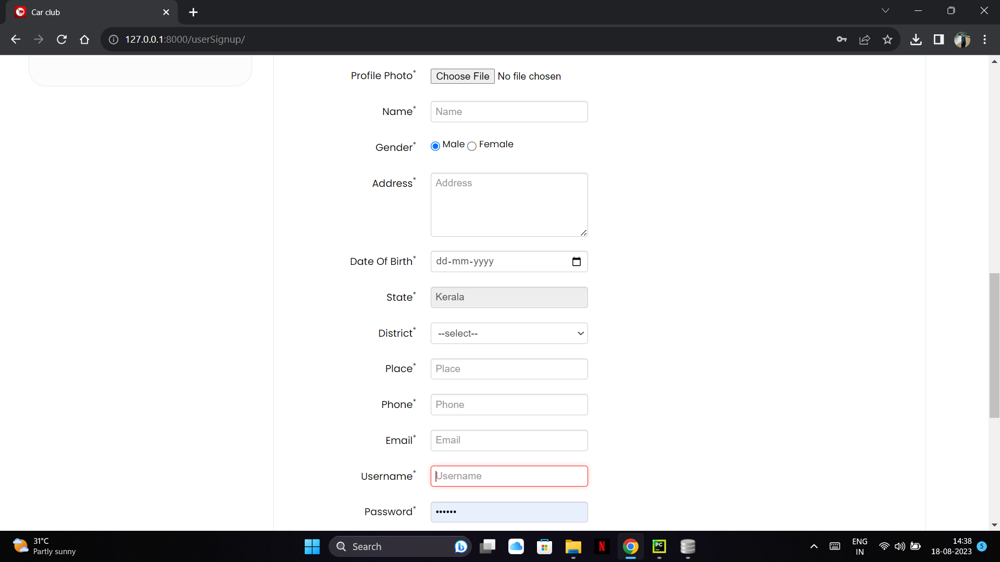 Car club
127.0.0.1:8000/userSignup/
Profile Photo* Choose File No file chosen
Name* Name
Gender* Male Female
Address* Address
Date Of Birth* dd-mm-yyyy
State* Kerala
District* --select--
Place* Place
Phone* Phone
Email* Email
Username* Username
Password* ••••••
31°C
Partly sunny
Search
N
PC
ENG
IN
14:38
18-08-2023
5